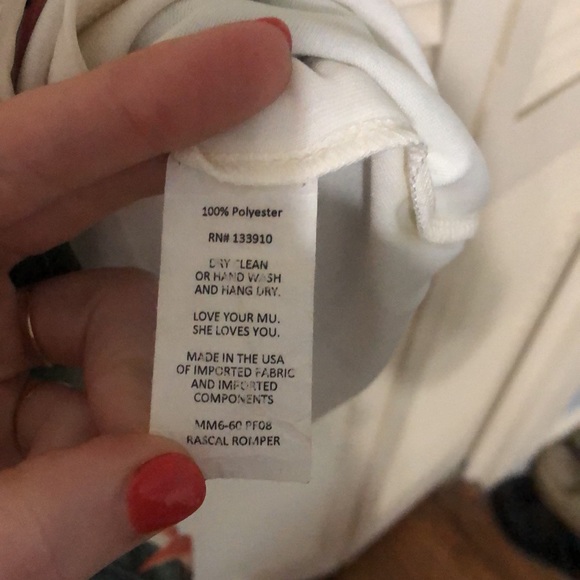 100% Polyester
RN# 133910
DRY CLEAN
OR HAND WASH
AND HANG DRY.
LOVE YOUR MU.
SHE LOVES YOU.
MADE IN THE USA
OF IMPORTED FABRIC
AND IMPORTED
COMPONENTS
MM6-60 PF08
RASCAL ROMPER